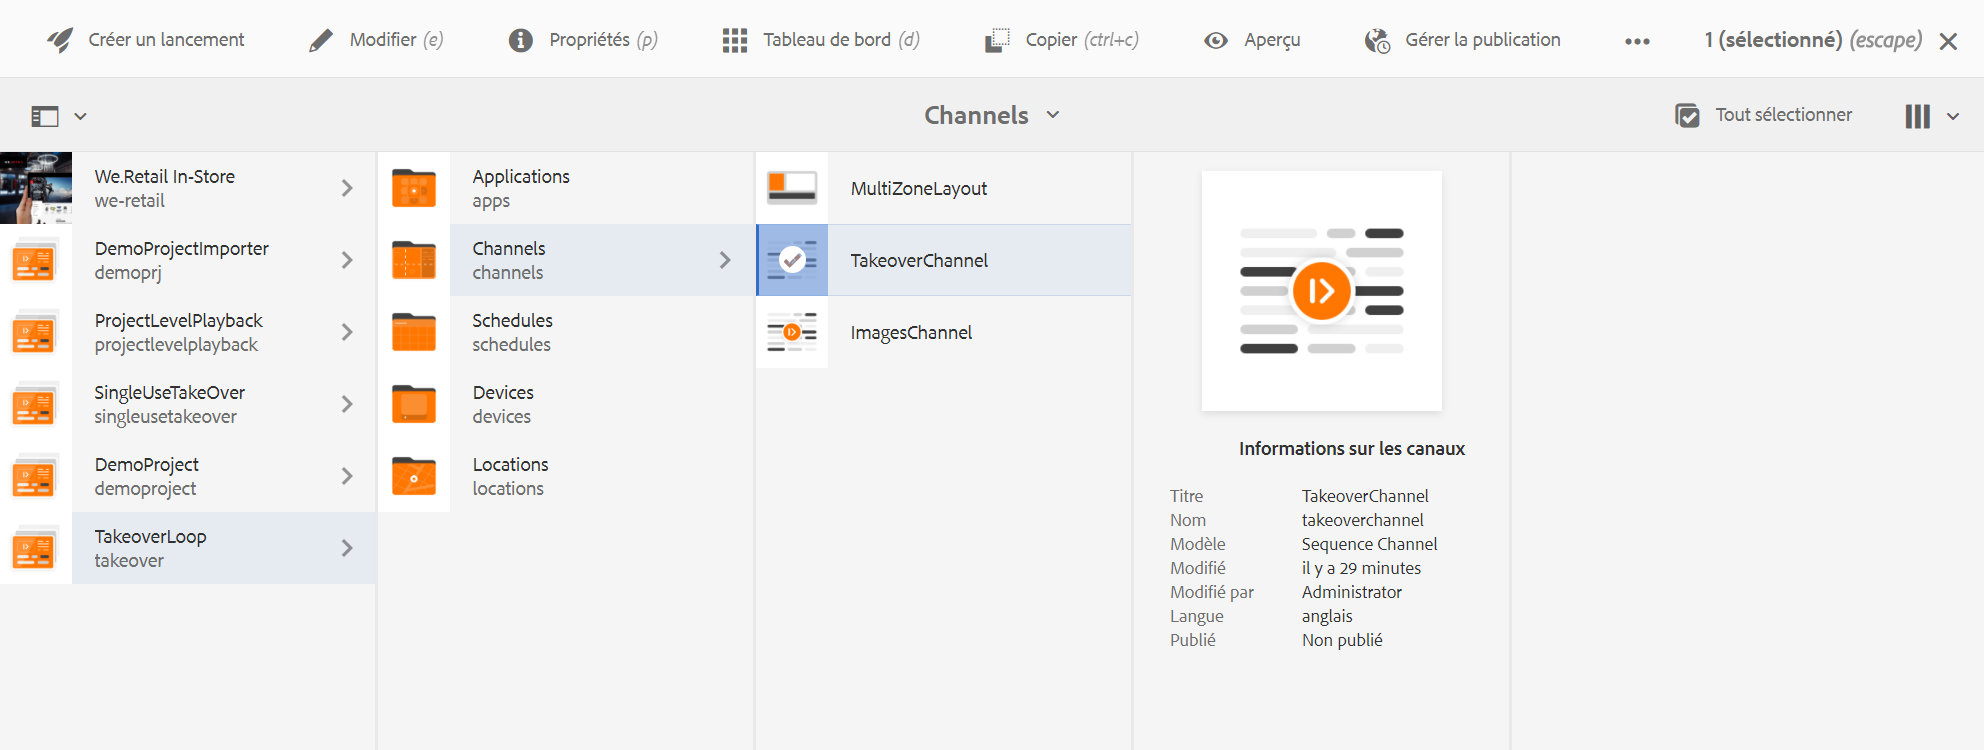 Créer un lancement
Modifier (e)
Propriétés (p)
Tableau de bord (d)
Copier (ctrl+c)
Aperçu
Gérer la publication
1 (sélectionné) (escape)
Channels
Tout sélectionner
We.Retail In-Store
we-retail
DemoProjectImporter
demoprj
ProjectLevelPlayback
projectlevelplayback
SingleUseTakeOver
singleusetakeover
DemoProject
demoproject
TakeoverLoop
takeover
Applications
apps
Channels
channels
Schedules
schedules
Devices
devices
Locations
locations
MultiZoneLayout
TakeoverChannel
ImagesChannel
Informations sur les canaux
Titre TakeoverChannel
Nom takeoverchannel
Modèle Sequence Channel
Modifié il y a 29 minutes
Modifié par Administrator
Langue anglais
Publié Non publié